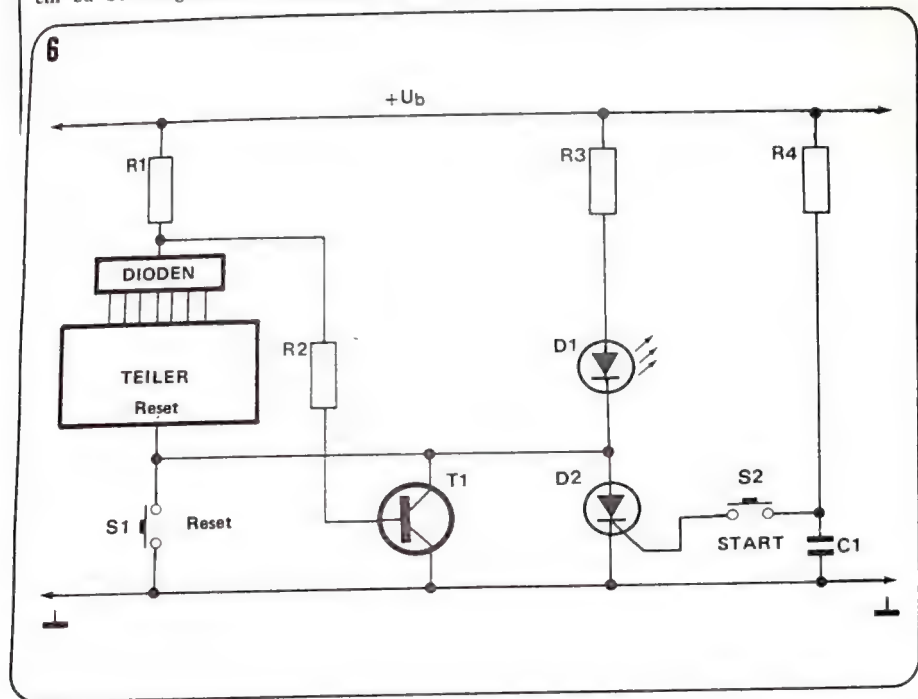 6
+Ub
R1
R3
R4
DIODEN
R2
D1
TEILER
Reset
T1
D2
S2
S1
Reset
START
C1